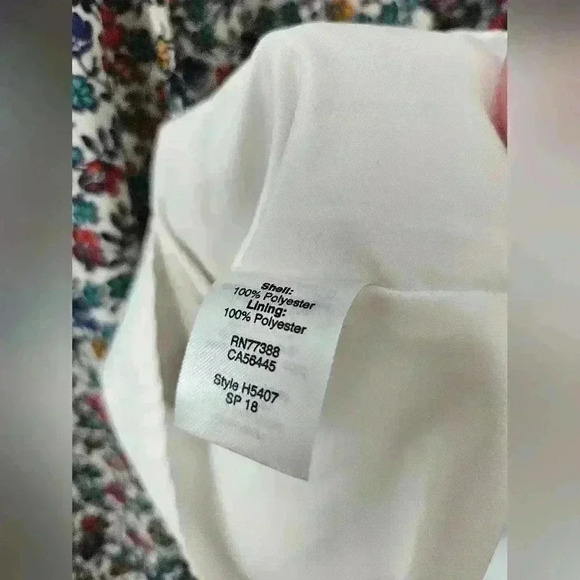 Shell:
100% Polyester
Lining:
100% Polyester
RN77388
CA56445
Style H5407
SP 18